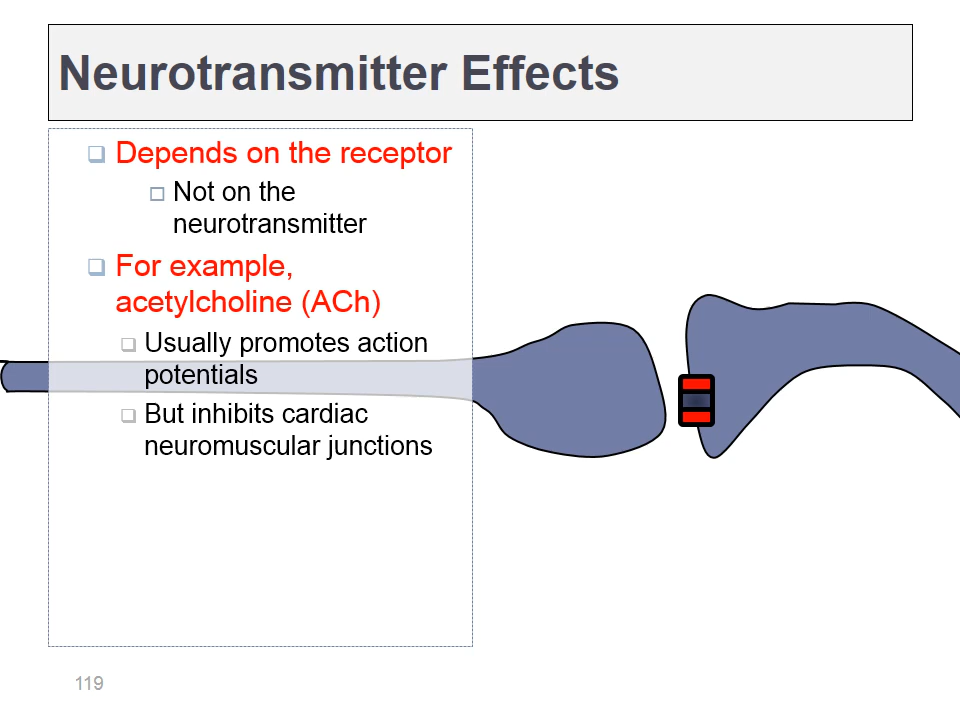 Neurotransmitter Effects
Depends on the receptor
Not on the
neurotransmitter
For example,
acetylcholine (ACh)
Usually promotes action
potentials
But inhibits cardiac
neuromuscular junctions
119